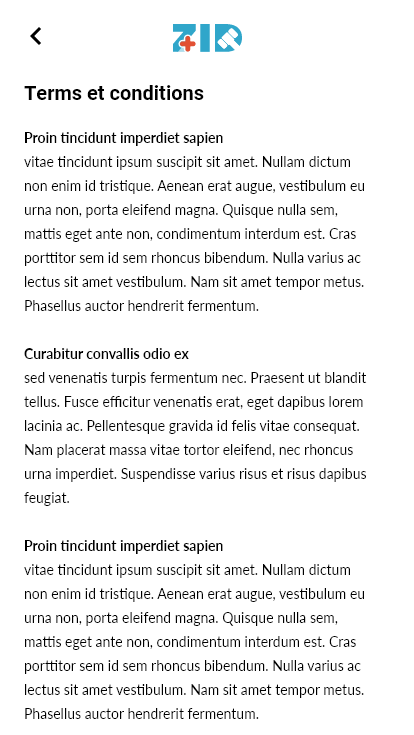 ZID
Terms et conditions
Proin tincidunt imperdiet sapien
vitae tincidunt ipsum suscipit sit amet. Nullam dictum
non enim id tristique. Aenean erat augue, vestibulum eu
urna non, porta eleifend magna. Quisque nulla sem,
mattis eget ante non, condimentum interdum est. Cras
porttitor sem id sem rhoncus bibendum. Nulla varius ac
lectus sit amet vestibulum. Nam sit amet tempor metus.
Phasellus auctor hendrerit fermentum.
Curabitur convallis odio ex
sed venenatis turpis fermentum nec. Praesent ut blandit
tellus. Fusce efficitur venenatis erat, eget dapibus lorem
lacinia ac. Pellentesque gravida id felis vitae consequat.
Nam placerat massa vitae tortor eleifend, nec rhoncus
urna imperdiet. Suspendisse varius risus et risus dapibus
feugiat.
Proin tincidunt imperdiet sapien
vitae tincidunt ipsum suscipit sit amet. Nullam dictum
non enim id tristique. Aenean erat augue, vestibulum eu
urna non, porta eleifend magna. Quisque nulla sem,
mattis eget ante non, condimentum interdum est. Cras
porttitor sem id sem rhoncus bibendum. Nulla varius ac
lectus sit amet vestibulum. Nam sit amet tempor metus.
Phasellus auctor hendrerit fermentum.